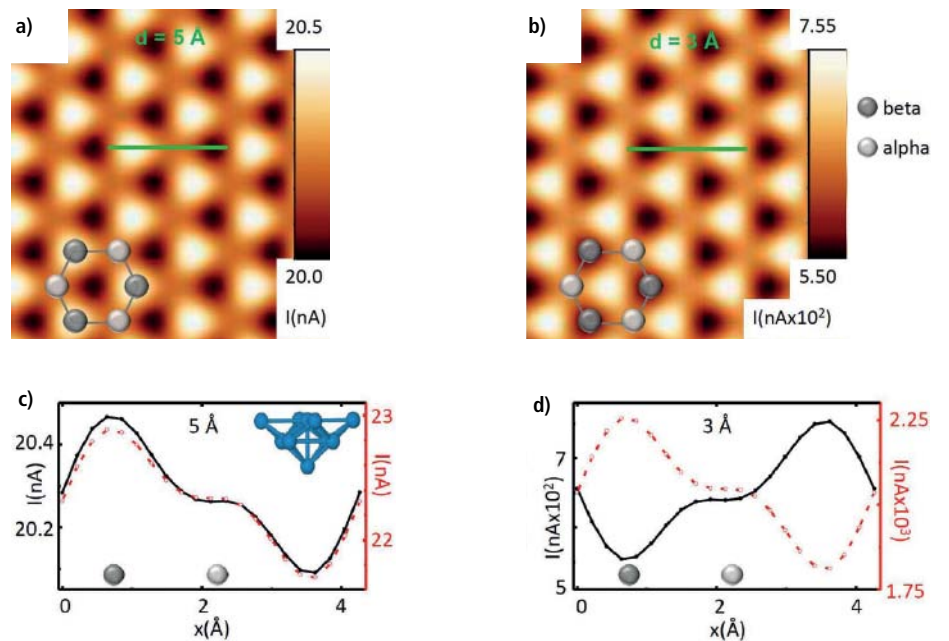 a)
d = 5 Å
20.5
20.0
I(nA)
b)
d = 3 Å
7.55
5.50
I(nAx10²)
beta
alpha
c)
5 Å
20.4
20.2
I(nA)
23
22
I(nA)
0
2
4
x(Å)
d)
3 Å
7
5
I(nAx10²)
2.25
1.75
I(nAx10³)
0
2
4
x(Å)